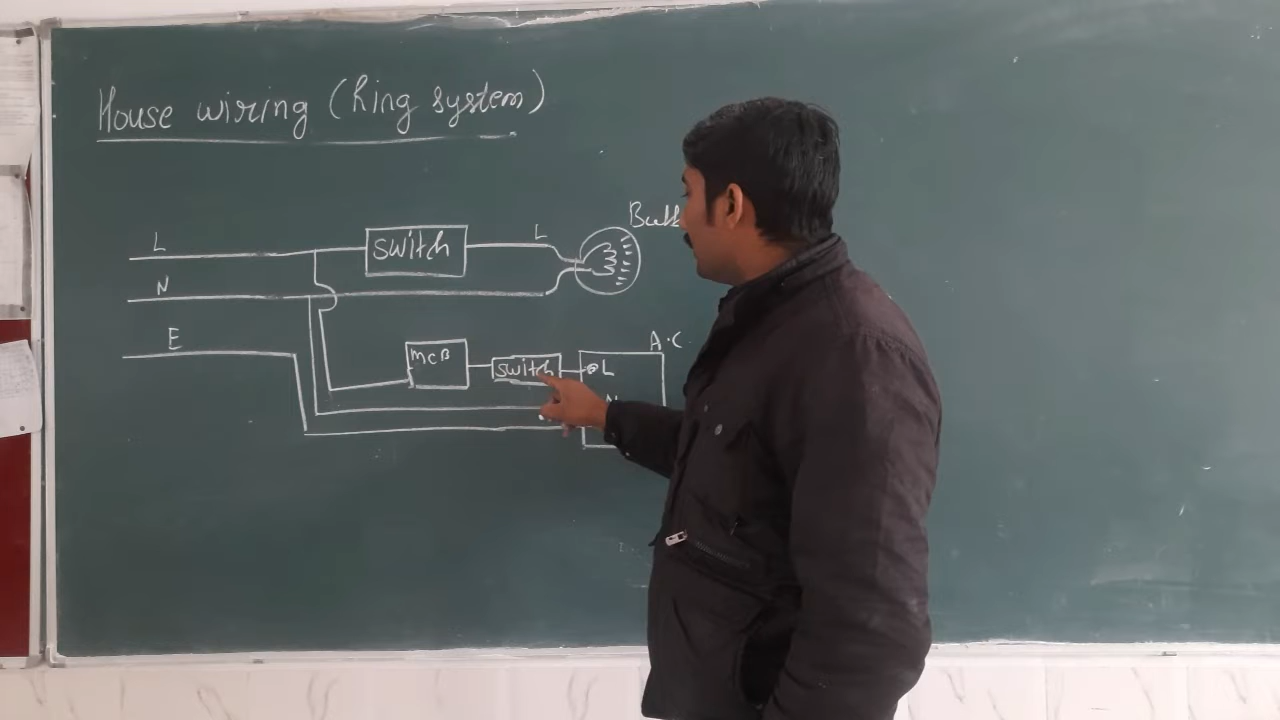 House wiring (Ring system)
Bulb
L switch L
N
E
A.C.
MCB switch L
N